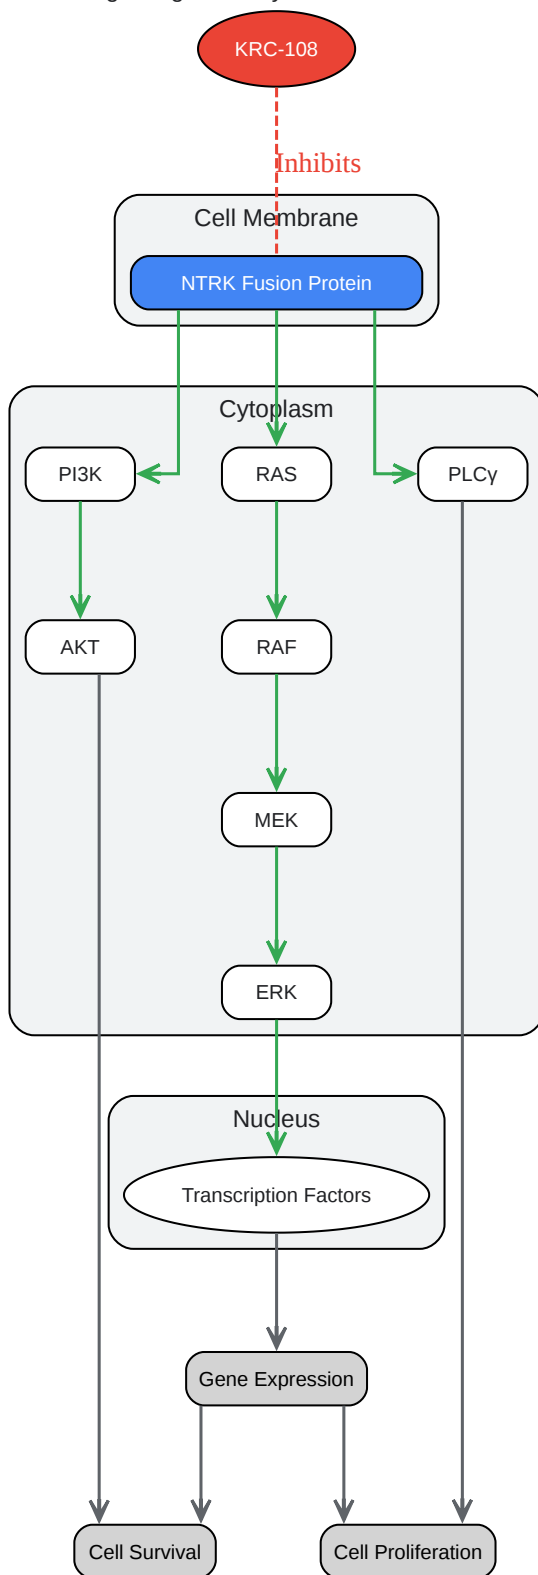 KRC-108
Inhibits
Cell Membrane
NTRK Fusion Protein
Cytoplasm
PI3K
RAS
PLCγ
AKT
RAF
MEK
ERK
Nucleus
Transcription Factors
Gene Expression
Cell Survival
Cell Proliferation